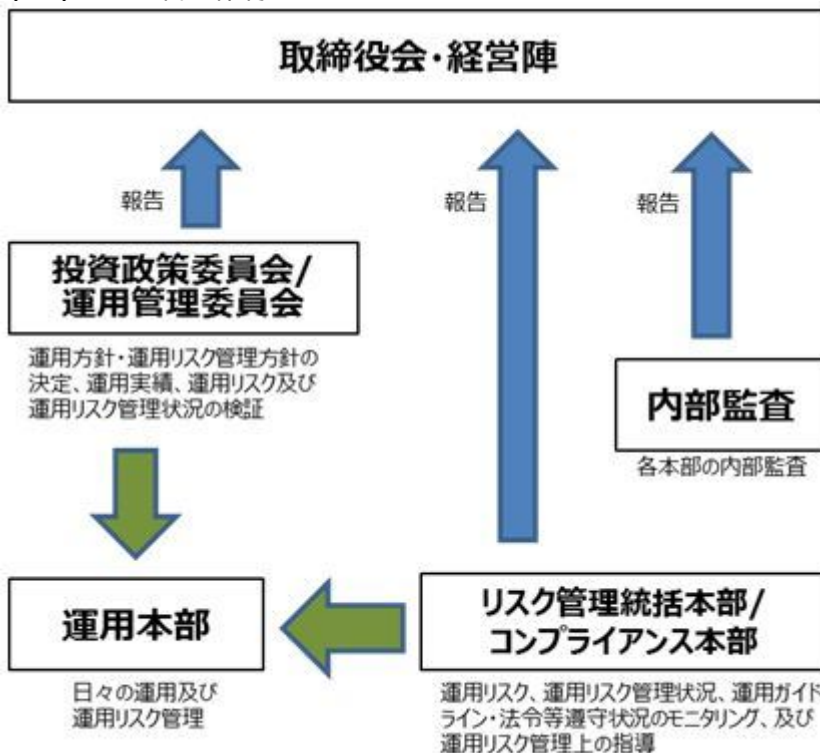 取締役会・経営陣
報告
報告
報告
投資政策委員会/
運用管理委員会
運用方針・運用リスク管理方針の
決定、運用実績、運用リスク及び
運用リスク管理状況の検証
内部監査
各本部の内部監査
運用本部
日々の運用及び
運用リスク管理
リスク管理統括本部/
コンプライアンス本部
運用リスク、運用リスク管理状況、運用ガイド
ライン・法令等遵守状況のモニタリング、及び
運用リスク管理上の指導